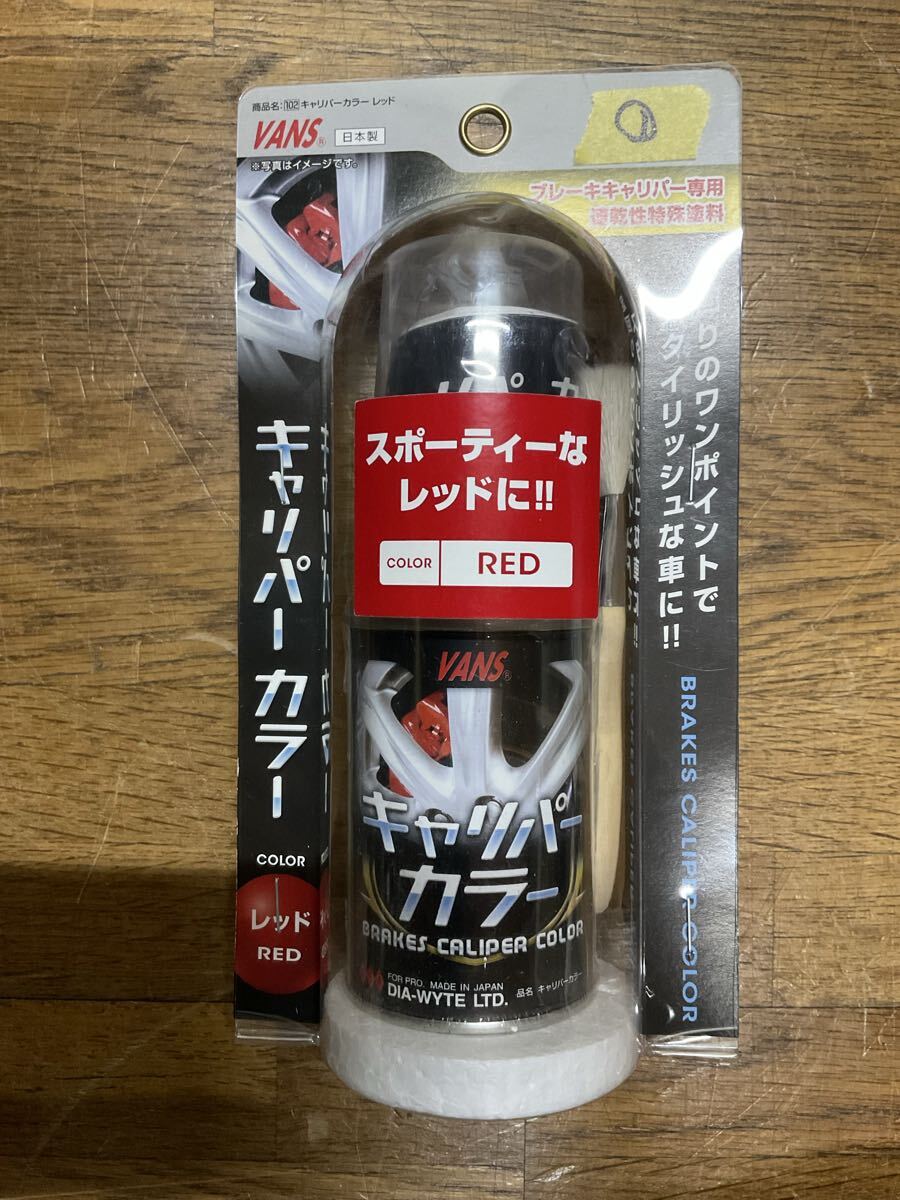 商品名:102キャリパーカラー レッド
VANS®
日本製
※写真はイメージです。
a
ブレーキキャリパー専用
速乾性特殊塗料
りのワンポイントで
スタイリッシュな車に!!
BRAKES CALIPER COLOR
キャリパーカラー
COLOR
レッド
RED
スポーティーな
レッドに!!
COLOR
RED
VANS®
キャリパー
カラー
BRAKES CALIPER COLOR
FOR PRO. MADE IN JAPAN
DIA-WYTE LTD.
品名 キャリパーカラー